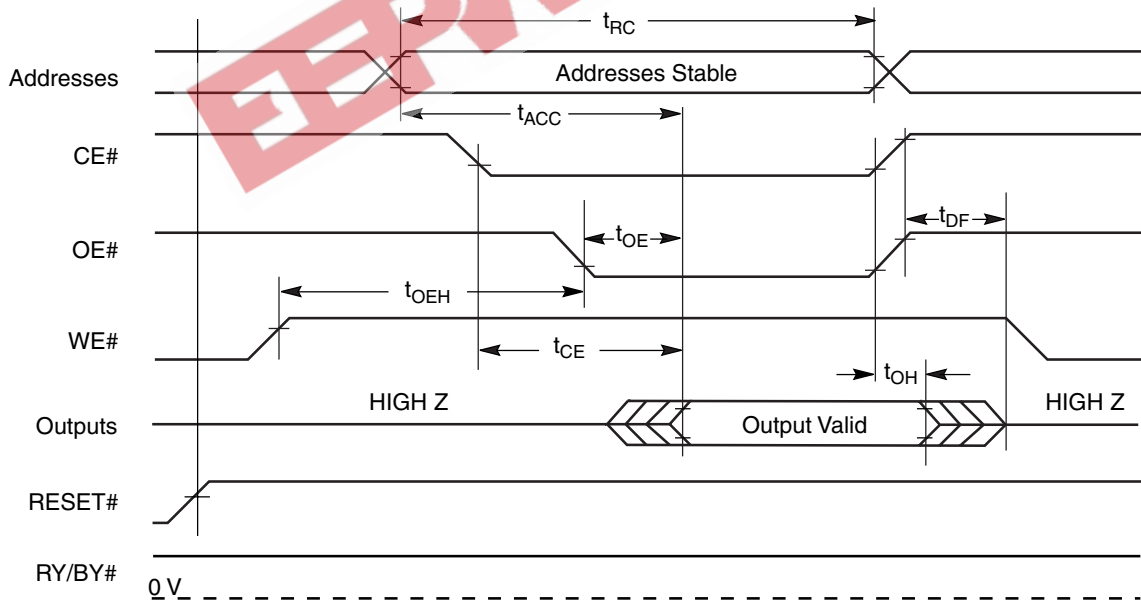 tRC
Addresses
Addresses Stable
tACC
CE#
tDF
OE#
tOE
tOEH
WE#
tCE
tOH
HIGH Z
HIGH Z
Outputs
Output Valid
RESET#
RY/BY#
0 V